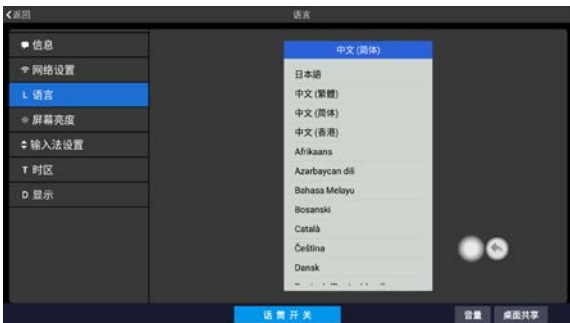 返回
语言
信息
网络设置
L 语言
屏幕亮度
输入法设置
T 时区
D 显示
中文 (简体)
日本語
中文 (繁體)
中文 (简体)
中文 (香港)
Afrikaans
Azərbaycan dili
Bahasa Melayu
Bosanski
Català
Čeština
Dansk
话筒开关
音量
桌面共享